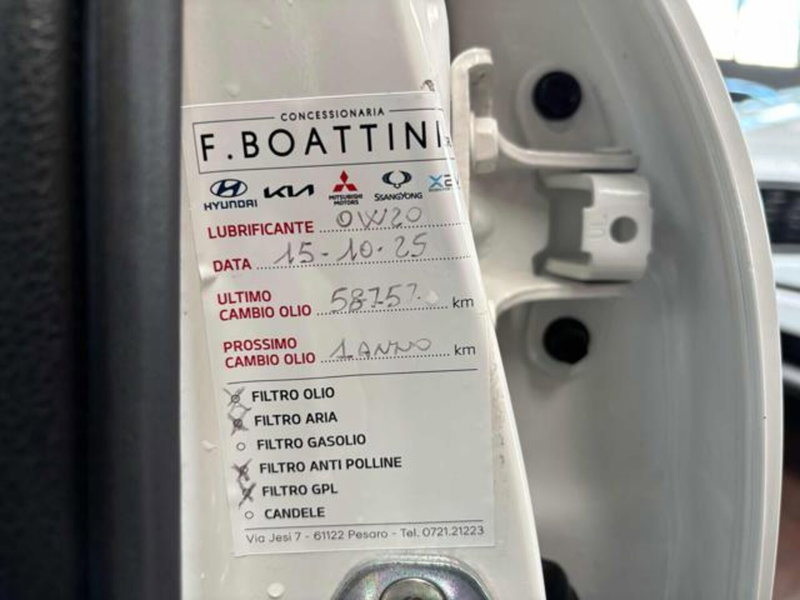 CONCESSIONARIA
F. BOATTINI
HYUNDAI KIA MITSUBISHI MOTORS SSANGYONG
LUBRIFICANTE 0W20
DATA 15-10-25
ULTIMO
CAMBIO OLIO 58757 km
PROSSIMO
CAMBIO OLIO 1 ANNO km
FILTRO OLIO
FILTRO ARIA
FILTRO GASOLIO
FILTRO ANTI POLLINE
FILTRO GPL
CANDELE
Via Jesi 7 - 61122 Pesaro - Tel. 0721.21223